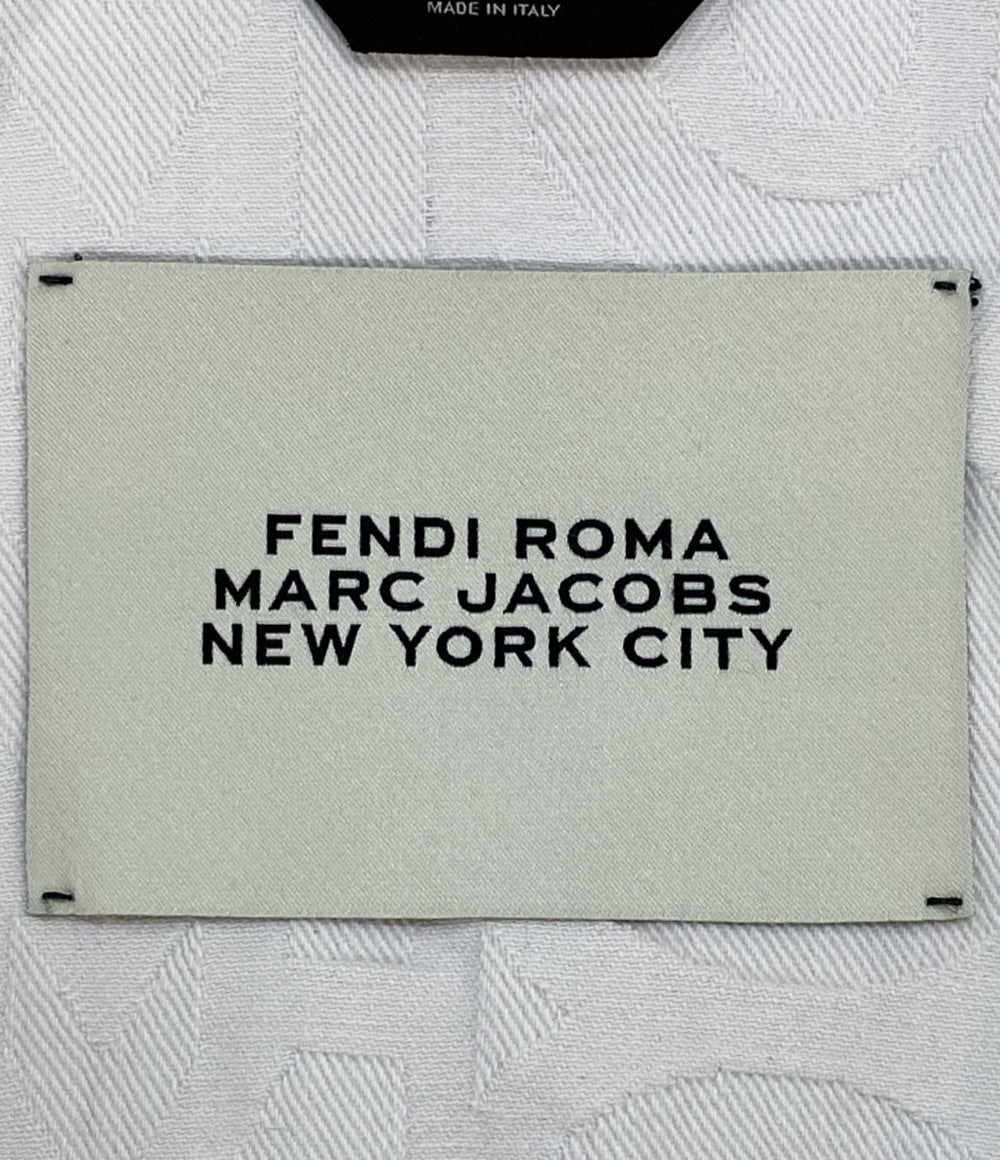 MADE IN ITALY
FENDI ROMA
MARC JACOBS
NEW YORK CITY